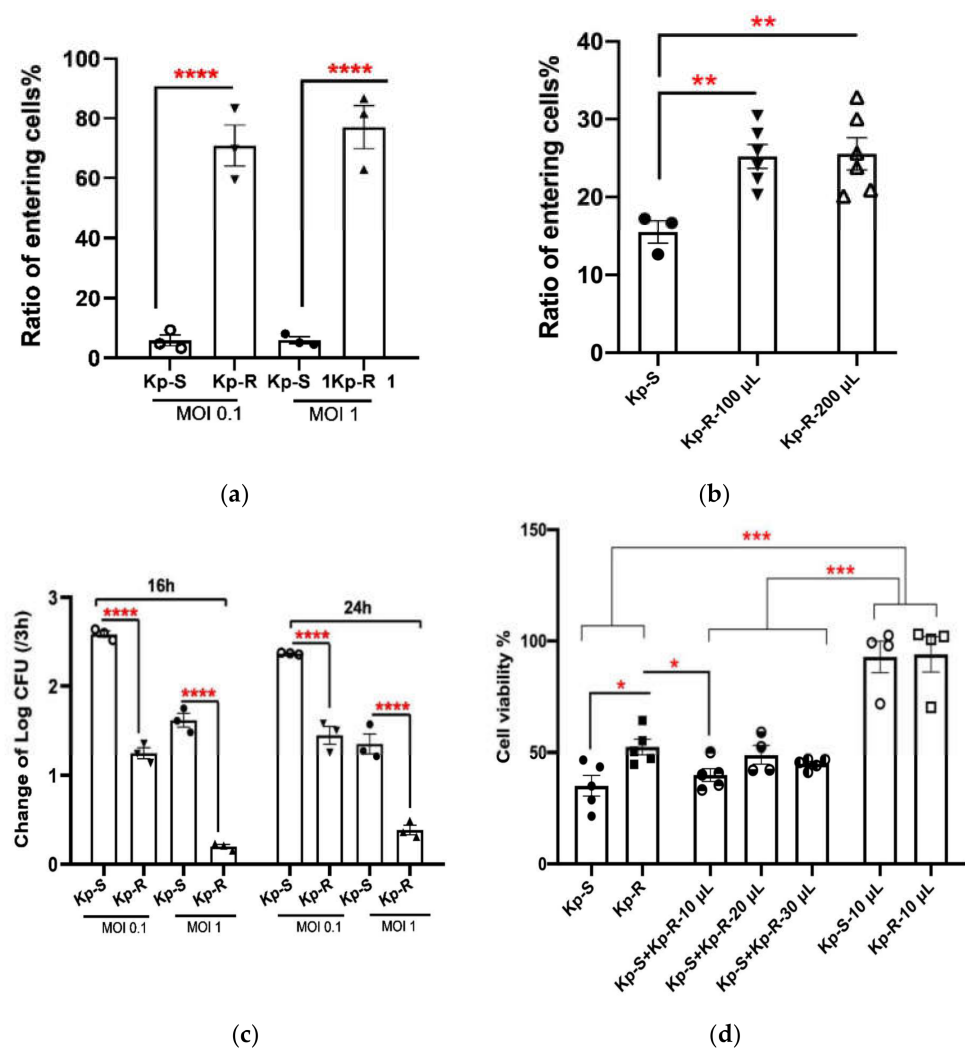 Ratio of entering cells%
100
80
60
40
20
0
****
****
Kp-S Kp-R Kp-S 1Kp-R 1
MOI 0.1 MOI 1
(a)
Ratio of entering cells%
40
30
20
10
0
**
**
Kp-S
Kp-R-100 µL
Kp-R-200 µL
(b)
Change of Log CFU (/3h)
3
2
1
0
16h
24h
****
****
****
****
Kp-S Kp-R Kp-S Kp-R Kp-S Kp-R Kp-S Kp-R
MOI 0.1 MOI 1 MOI 0.1 MOI 1
(c)
Cell viability %
150
100
50
0
***
***
*
*
Kp-S
Kp-R
Kp-S+Kp-R-10 µL
Kp-S+Kp-R-20 µL
Kp-S+Kp-R-30 µL
Kp-S-10 µL
Kp-R-10 µL
(d)